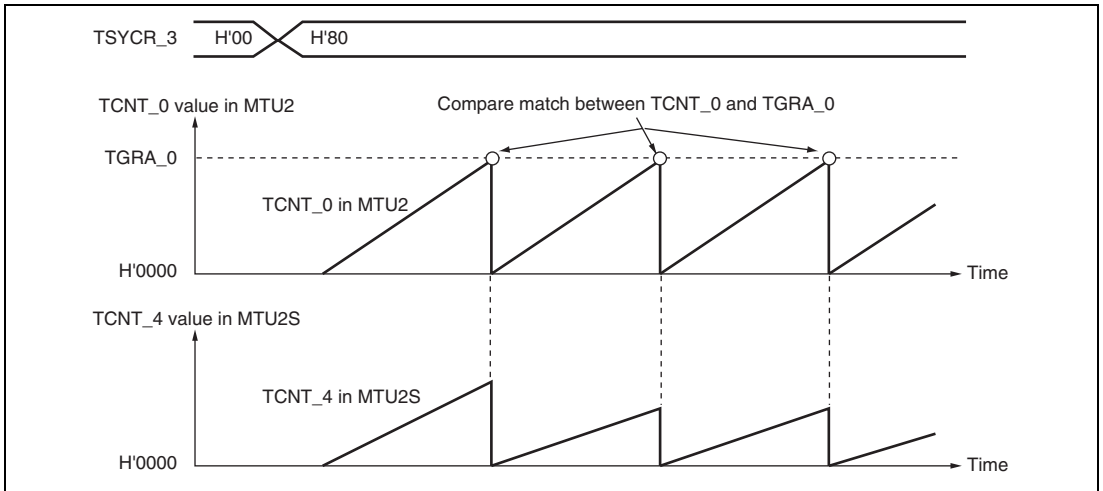 TSYCR_3 H'00 H'80
TCNT_0 value in MTU2
Compare match between TCNT_0 and TGRA_0
TGRA_0
TCNT_0 in MTU2
H'0000
Time
TCNT_4 value in MTU2S
TCNT_4 in MTU2S
H'0000
Time